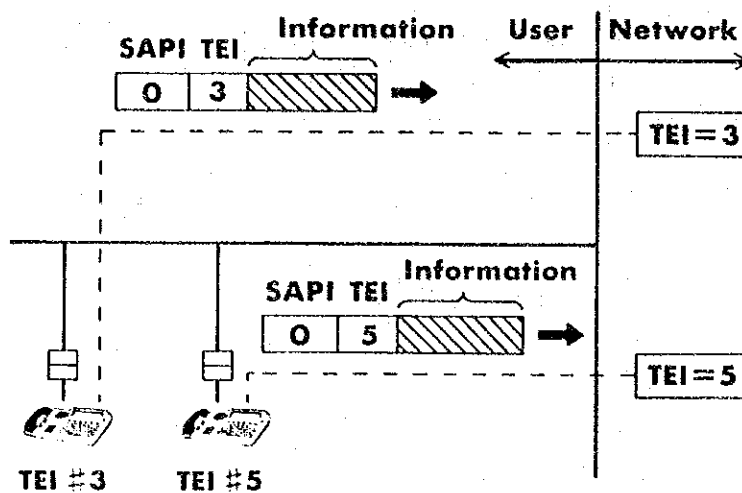 Information
User
Network
SAPI TEI
0 3
TEI=3
Information
SAPI TEI
0 5
TEI=5
TEI #3
TEI #5